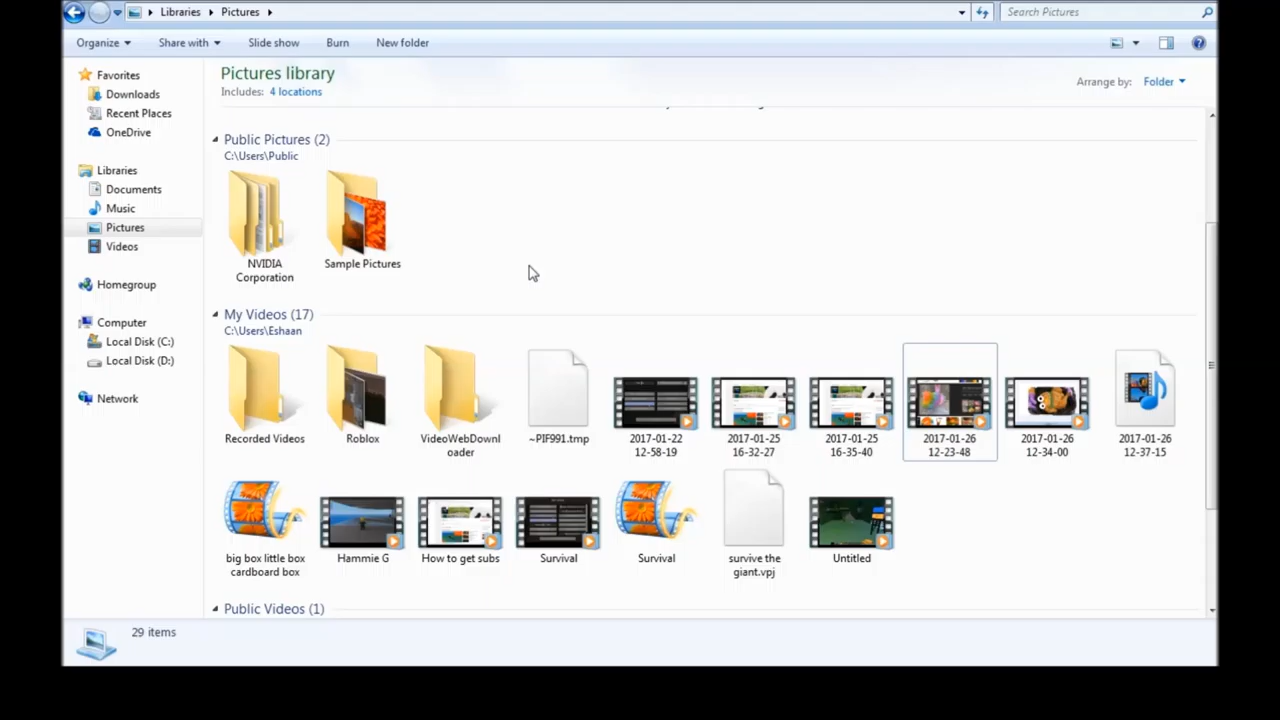 Libraries
Pictures
Search Pictures
Organize
Share with
Slide show
Burn
New folder
Favorites
Downloads
Recent Places
OneDrive
Libraries
Documents
Music
Pictures
Videos
Homegroup
Computer
Local Disk (C:)
Local Disk (D:)
Network
Pictures library
Includes: 4 locations
Arrange by: Folder
Public Pictures (2)
C:\Users\Public
NVIDIA
Corporation
Sample Pictures
My Videos (17)
C:\Users\Eshaan
Recorded Videos
Roblox
VideoWebDownl
oader
~PIF991.tmp
2017-01-22
12-58-19
2017-01-25
16-32-27
2017-01-25
16-35-40
2017-01-26
12-23-48
2017-01-26
12-34-00
2017-01-26
12-37-15
big box little box
cardboard box
Hammie G
How to get subs
Survival
Survival
survive the
giant.vpj
Untitled
Public Videos (1)
29 items